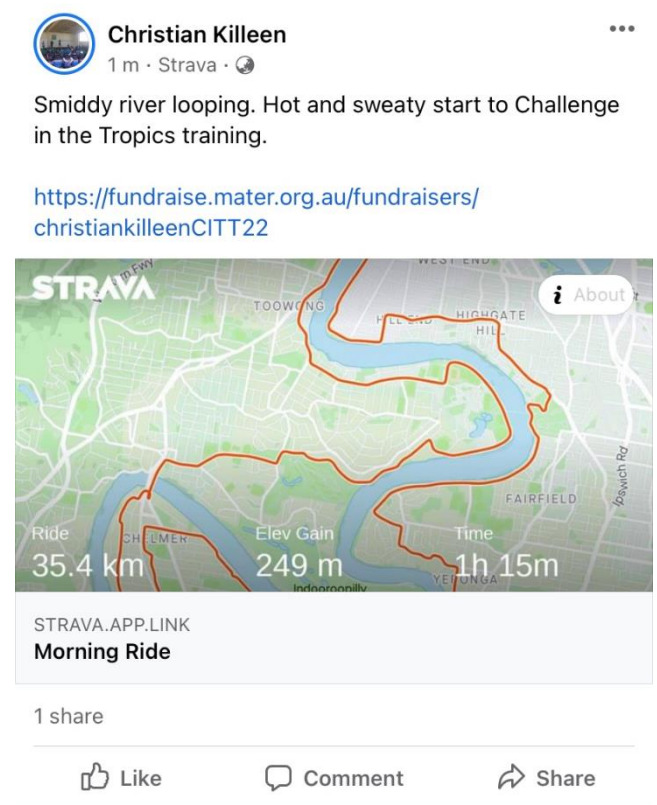 Christian Killeen
1 m · Strava ·
Smiddy river looping. Hot and sweaty start to Challenge
in the Tropics training.
https://fundraise.mater.org.au/fundraisers/
christiankilleenCITT22
STRAVA
WEST END
i About
TOOWONG
HIGHGATE
HILL
Ipswich Rd
FAIRFIELD
Ride
Elev Gain
Time
CHELMER
35.4 km
249 m
1h 15m
YERONGA
Indooroopilly
STRAVA.APP.LINK
Morning Ride
1 share
Like
Comment
Share